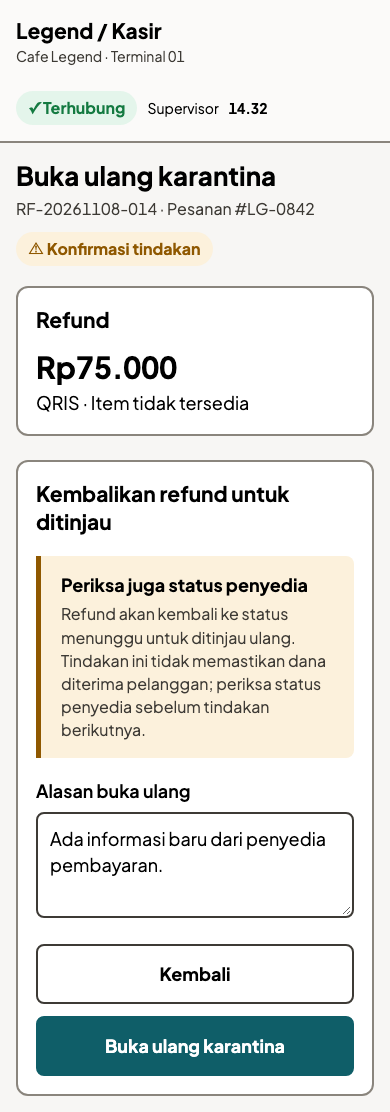 Legend / Kasir
Cafe Legend · Terminal 01
✓Terhubung Supervisor 14.32
Buka ulang karantina
RF-20261108-014 · Pesanan #LG-0842
⚠ Konfirmasi tindakan
Refund
Rp75.000
QRIS · Item tidak tersedia
Kembalikan refund untuk
ditinjau
Periksa juga status penyedia
Refund akan kembali ke status
menunggu untuk ditinjau ulang.
Tindakan ini tidak memastikan dana
diterima pelanggan; periksa status
penyedia sebelum tindakan
berikutnya.
Alasan buka ulang
Ada informasi baru dari penyedia
pembayaran.
Kembali
Buka ulang karantina